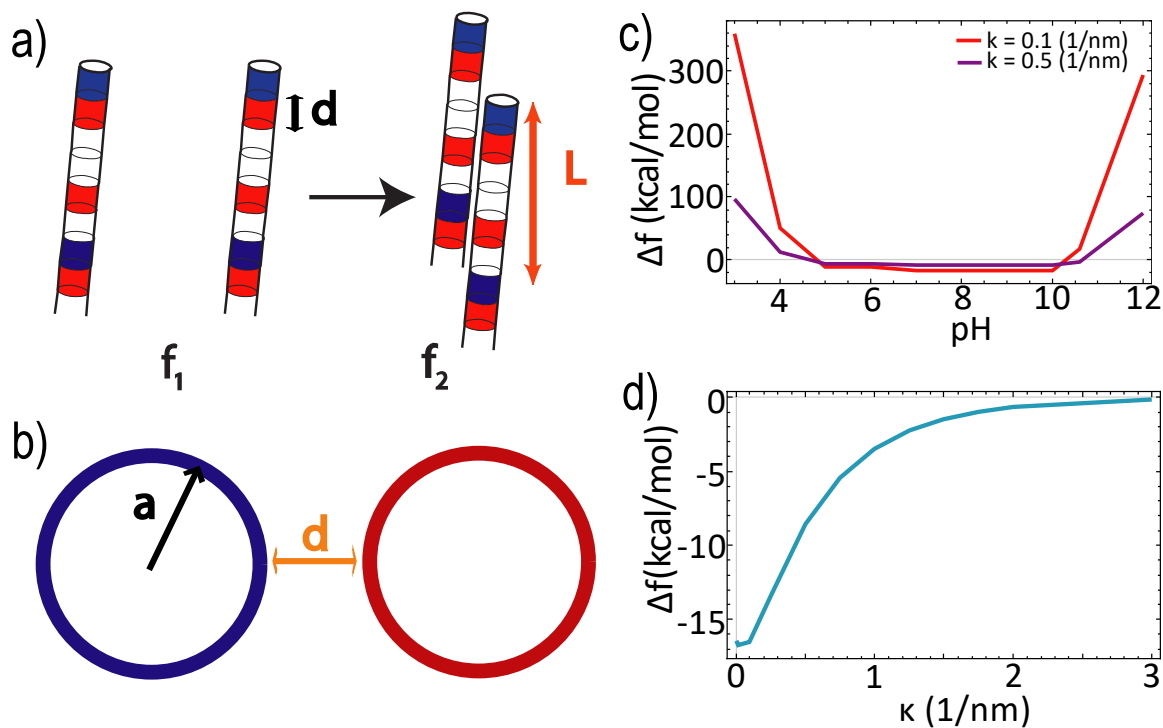 a)
d
L
f1
f2
b)
a
d
c)
k = 0.1 (1/nm)
k = 0.5 (1/nm)
Δf (kcal/mol)
300
200
100
0
4
6
8
10
12
pH
d)
Δf(kcal/mol)
0
-5
-10
-15
0
1
2
3
κ (1/nm)